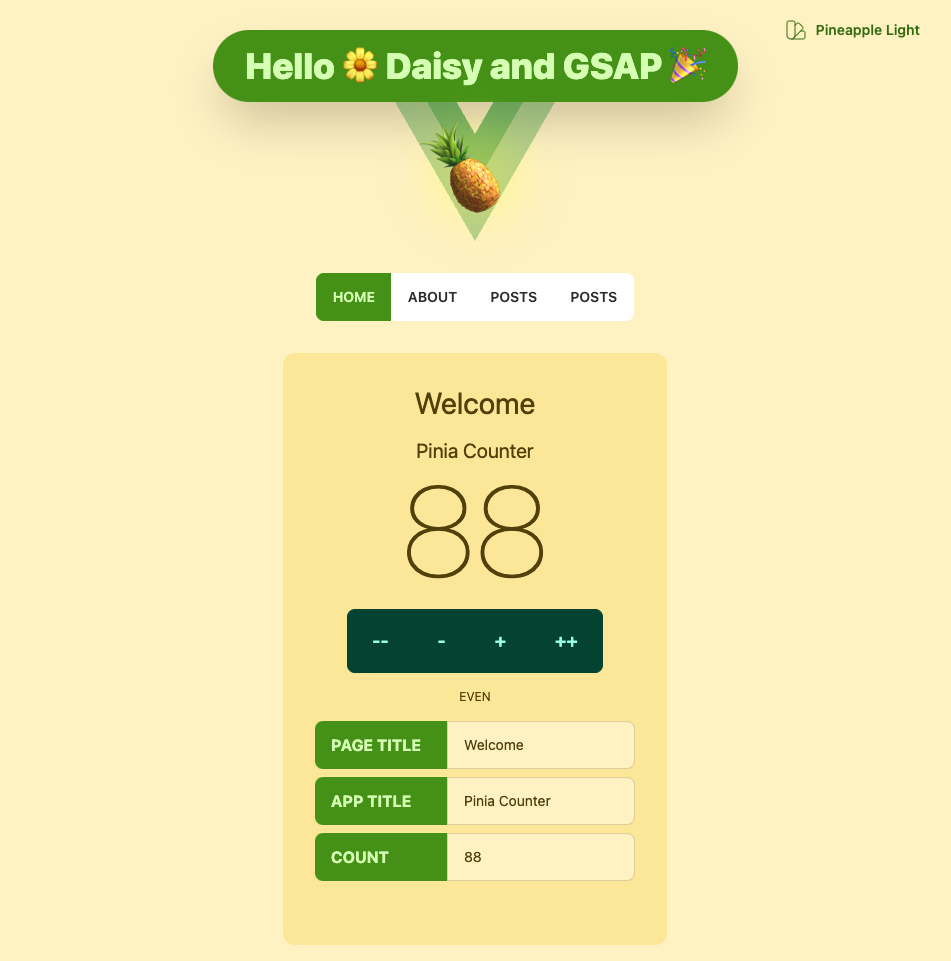 Pineapple Light
Hello 🌼 Daisy and GSAP 🎉
HOME ABOUT POSTS POSTS
Welcome
Pinia Counter
88
-- - + ++
EVEN
PAGE TITLE Welcome
APP TITLE Pinia Counter
COUNT 88